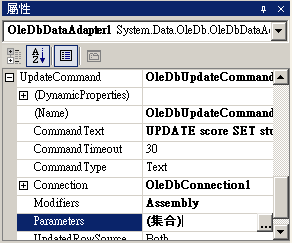 屬性
OleDbDataAdapter1 System.Data.OleDb.OleDbDataAd
UpdateCommand OleDbUpdateCommand
(DynamicProperties)
(Name) OleDbUpdateCommand
CommandText UPDATE score SET stu
CommandTimeout 30
CommandType Text
Connection OleDbConnection1
Modifiers Assembly
Parameters (集合) ...
UpdatedRowSource Both